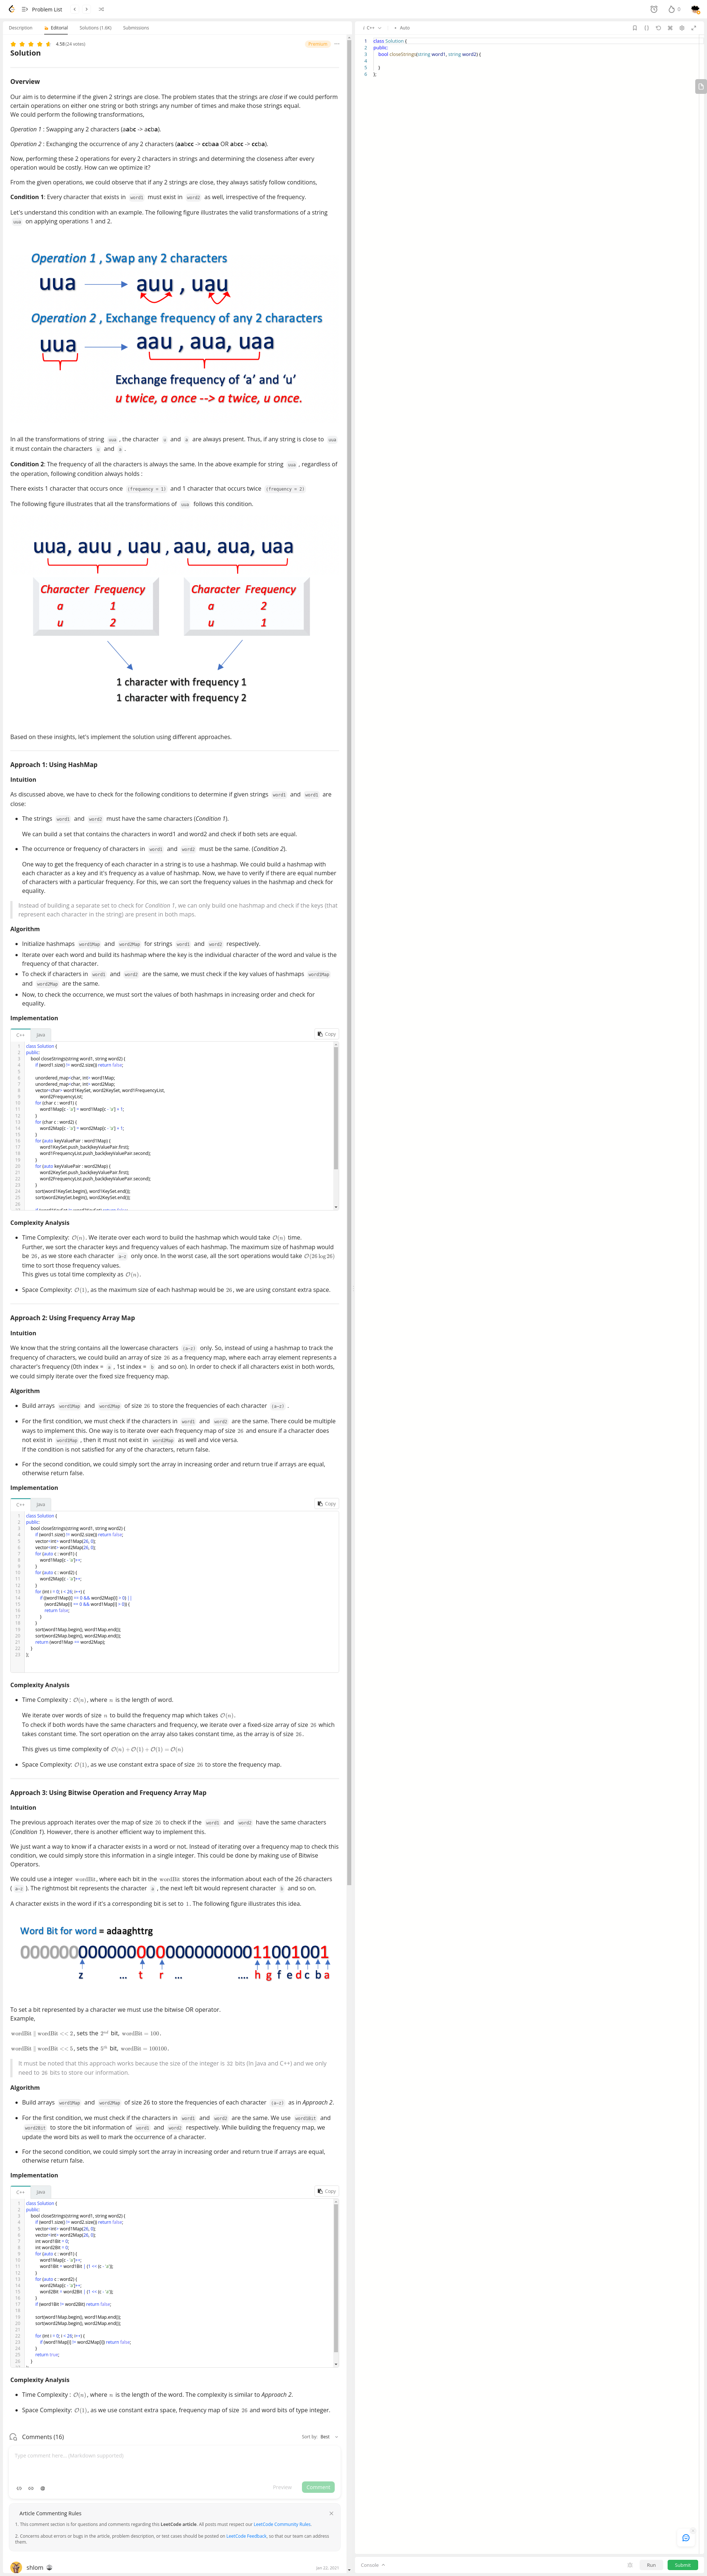 Problem List
0
Description
Editorial
Solutions (1.6K)
Submissions
4.58 (24 votes)
Premium
Solution
Overview
Our aim is to determine if the given 2 strings are close. The problem states that the strings are close if we could perform
certain operations on either one string or both strings any number of times and make those strings equal.
We could perform the following transformations,
Operation 1 : Swapping any 2 characters (aabcc -> acbca).
Operation 2 : Exchanging the occurrence of any 2 characters (aabcc -> ccbaa OR abcc -> ccba).
Now, performing these 2 operations for every 2 characters in strings and determining the closeness after every
operation would be costly. How can we optimize it?
From the given operations, we could observe that if any 2 strings are close, they always satisfy follow conditions,
Condition 1: Every character that exists in word1 must exist in word2 as well, irrespective of the frequency.
Let's understand this condition with an example. The following figure illustrates the valid transformations of a string
uua on applying operations 1 and 2.
Operation 1 , Swap any 2 characters
uua
auu , uau
Operation 2 , Exchange frequency of any 2 characters
uua
aau , aua, uaa
Exchange frequency of ‘a’ and ‘u’
u twice, a once --> a twice, u once.
In all the transformations of string uua , the character u and a are always present. Thus, if any string is close to uua
it must contain the characters u and a .
Condition 2: The frequency of all the characters is always the same. In the above example for string uua , regardless of
the operation, following condition always holds :
There exists 1 character that occurs once (frequency = 1) and 1 character that occurs twice (frequency = 2)
The following figure illustrates that all the transformations of uua follows this condition.
uua, auu , uau , aau, aua, uaa
Character Frequency
a 1
u 2
Character Frequency
a 2
u 1
1 character with frequency 1
1 character with frequency 2
Based on these insights, let's implement the solution using different approaches.
Approach 1: Using HashMap
Intuition
As discussed above, we have to check for the following conditions to determine if given strings word1 and word1 are
close:
The strings word1 and word2 must have the same characters (Condition 1).
We can build a set that contains the characters in word1 and word2 and check if both sets are equal.
The occurrence or frequency of characters in word1 and word2 must be the same. (Condition 2).
One way to get the frequency of each character in a string is to use a hashmap. We could build a hashmap with
each character as a key and it's frequency as a value of hashmap. Now, we have to verify if there are equal number
of characters with a particular frequency. For this, we can sort the frequency values in the hashmap and check for
equality.
Instead of building a separate set to check for Condition 1, we can only build one hashmap and check if the keys (that
represent each character in the string) are present in both maps.
Algorithm
Initialize hashmaps word1Map and word2Map for strings word1 and word2 respectively.
Iterate over each word and build its hashmap where the key is the individual character of the word and value is the
frequency of that character.
To check if characters in word1 and word2 are the same, we must check if the key values of hashmaps word1Map
and word2Map are the same.
Now, to check the occurrence, we must sort the values of both hashmaps in increasing order and check for
equality.
Implementation
C++
Java
Copy
1 class Solution {
2 public:
3 bool closeStrings(string word1, string word2) {
4 if (word1.size() != word2.size()) return false;
5
6 unordered_map<char, int> word1Map;
7 unordered_map<char, int> word2Map;
8 vector<char> word1KeySet, word2KeySet, word1FrequencyList,
9 word2FrequencyList;
10 for (char c : word1) {
11 word1Map[c - 'a'] = word1Map[c - 'a'] + 1;
12 }
13 for (char c : word2) {
14 word2Map[c - 'a'] = word2Map[c - 'a'] + 1;
15 }
16 for (auto keyValuePair : word1Map) {
17 word1KeySet.push_back(keyValuePair.first);
18 word1FrequencyList.push_back(keyValuePair.second);
19 }
20 for (auto keyValuePair : word2Map) {
21 word2KeySet.push_back(keyValuePair.first);
22 word2FrequencyList.push_back(keyValuePair.second);
23 }
24 sort(word1KeySet.begin(), word1KeySet.end());
25 sort(word2KeySet.begin(), word2KeySet.end());
26
Complexity Analysis
Time Complexity: O(n). We iterate over each word to build the hashmap which would take O(n) time.
Further, we sort the character keys and frequency values of each hashmap. The maximum size of hashmap would
be 26, as we store each character a-z only once. In the worst case, all the sort operations would take O(26 log 26)
time to sort those frequency values.
This gives us total time complexity as O(n).
Space Complexity: O(1), as the maximum size of each hashmap would be 26, we are using constant extra space.
Approach 2: Using Frequency Array Map
Intuition
We know that the string contains all the lowercase characters (a-z) only. So, instead of using a hashmap to track the
frequency of characters, we could build an array of size 26 as a frequency map, where each array element represents a
character's frequency (0th index = a , 1st index = b and so on). In order to check if all characters exist in both words,
we could simply iterate over the fixed size frequency map.
Algorithm
Build arrays word1Map and word2Map of size 26 to store the frequencies of each character (a-z) .
For the first condition, we must check if the characters in word1 and word2 are the same. There could be multiple
ways to implement this. One way is to iterate over each frequency map of size 26 and ensure if a character does
not exist in word1Map , then it must not exist in word2Map as well and vice versa.
If the condition is not satisfied for any of the characters, return false.
For the second condition, we could simply sort the array in increasing order and return true if arrays are equal,
otherwise return false.
Implementation
C++
Java
Copy
1 class Solution {
2 public:
3 bool closeStrings(string word1, string word2) {
4 if (word1.size() != word2.size()) return false;
5 vector<int> word1Map(26, 0);
6 vector<int> word2Map(26, 0);
7 for (auto c : word1) {
8 word1Map[c - 'a']++;
9 }
10 for (auto c : word2) {
11 word2Map[c - 'a']++;
12 }
13 for (int i = 0; i < 26; i++) {
14 if ((word1Map[i] == 0 && word2Map[i] > 0) ||
15 (word2Map[i] == 0 && word1Map[i] > 0)) {
16 return false;
17 }
18 }
19 sort(word1Map.begin(), word1Map.end());
20 sort(word2Map.begin(), word2Map.end());
21 return (word1Map == word2Map);
22 }
23 };
Complexity Analysis
Time Complexity : O(n), where n is the length of word.
We iterate over words of size n to build the frequency map which takes O(n).
To check if both words have the same characters and frequency, we iterate over a fixed-size array of size 26 which
takes constant time. The sort operation on the array also takes constant time, as the array is of size 26.
This gives us time complexity of O(n) + O(1) + O(1) = O(n)
Space Complexity: O(1), as we use constant extra space of size 26 to store the frequency map.
Approach 3: Using Bitwise Operation and Frequency Array Map
Intuition
The previous approach iterates over the map of size 26 to check if the word1 and word2 have the same characters
(Condition 1). However, there is another efficient way to implement this.
We just want a way to know if a character exists in a word or not. Instead of iterating over a frequency map to check this
condition, we could simply store this information in a single integer. This could be done by making use of Bitwise
Operators.
We could use a integer wordBit, where each bit in the wordBit stores the information about each of the 26 characters
( a-z ). The rightmost bit represents the character a , the next left bit would represent character b and so on.
A character exists in the word if it's a corresponding bit is set to 1. The following figure illustrates this idea.
Word Bit for word = adaaghttrg
z ... t r ... .... h g f e d c b a
To set a bit represented by a character we must use the bitwise OR operator.
Example,
wordBit | wordBit << 2, sets the 2nd bit, wordBit = 100.
wordBit | wordBit << 5, sets the 5th bit, wordBit = 100100.
It must be noted that this approach works because the size of the integer is 32 bits (In Java and C++) and we only
need to 26 bits to store our information.
Algorithm
Build arrays word1Map and word2Map of size 26 to store the frequencies of each character (a-z) as in Approach 2.
For the first condition, we must check if the characters in word1 and word2 are the same. We use word1Bit and
word2Bit to store the bit information of word1 and word2 respectively. While building the frequency map, we
update the word bits as well to mark the occurrence of a character.
For the second condition, we could simply sort the array in increasing order and return true if arrays are equal,
otherwise return false.
Implementation
C++
Java
Copy
1 class Solution {
2 public:
3 bool closeStrings(string word1, string word2) {
4 if (word1.size() != word2.size()) return false;
5 vector<int> word1Map(26, 0);
6 vector<int> word2Map(26, 0);
7 int word1Bit = 0;
8 int word2Bit = 0;
9 for (auto c : word1) {
10 word1Map[c - 'a']++;
11 word1Bit = word1Bit | (1 << (c - 'a'));
12 }
13 for (auto c : word2) {
14 word2Map[c - 'a']++;
15 word2Bit = word2Bit | (1 << (c - 'a'));
16 }
17 if (word1Bit != word2Bit) return false;
18
19 sort(word1Map.begin(), word1Map.end());
20 sort(word2Map.begin(), word2Map.end());
21
22 for (int i = 0; i < 26; i++) {
23 if (word1Map[i] != word2Map[i]) return false;
24 }
25 return true;
26 }
Complexity Analysis
Time Complexity : O(n), where n is the length of the word. The complexity is similar to Approach 2.
Space Complexity: O(1), as we use constant extra space, frequency map of size 26 and word bits of type integer.
Comments (16)
Sort by: Best
Type comment here... (Markdown supported)
Preview
Comment
Article Commenting Rules
1. This comment section is for questions and comments regarding this LeetCode article. All posts must respect our LeetCode Community Rules.
2. Concerns about errors or bugs in the article, problem description, or test cases should be posted on LeetCode Feedback, so that our team can address
them.
shlom
Jan 22, 2021
C++
Auto
1 class Solution {
2 public:
3 bool closeStrings(string word1, string word2) {
4
5 }
6 };
Console
Run
Submit